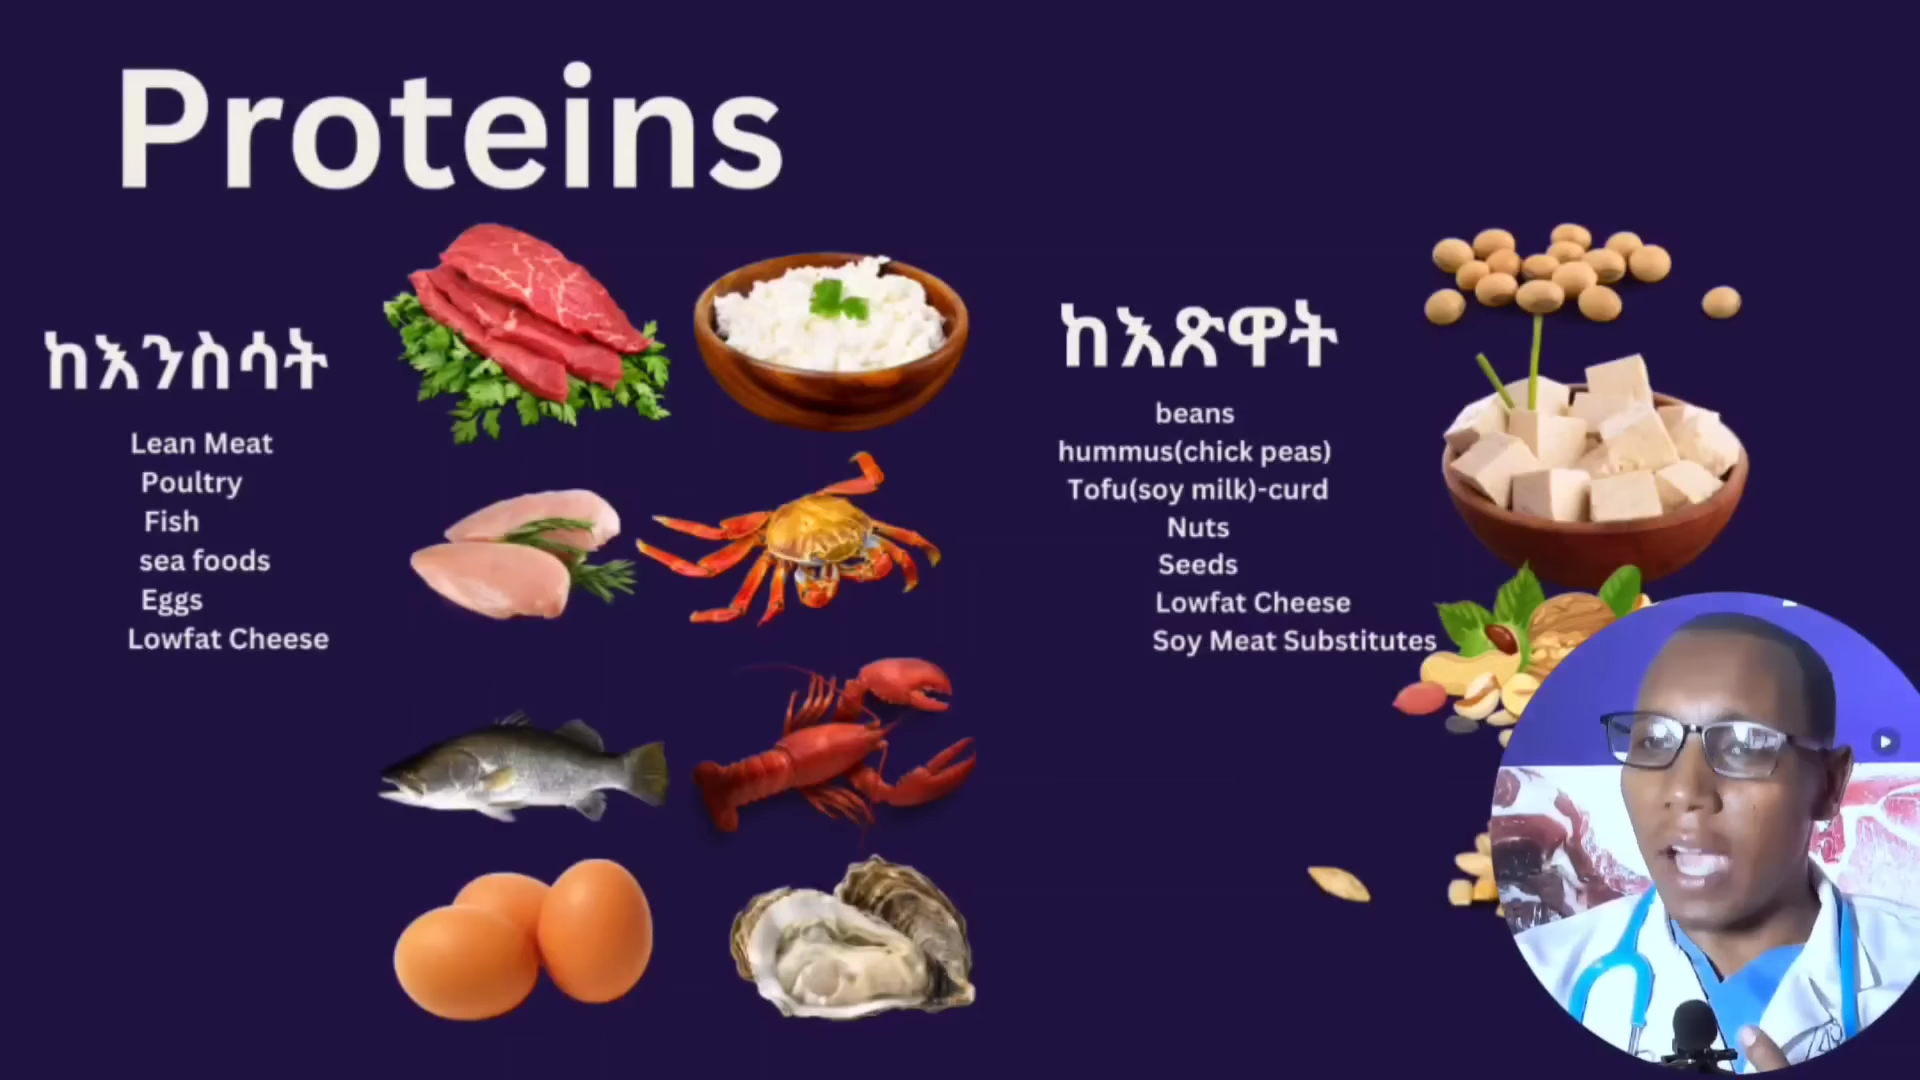 Proteins
ከእንስሳት
Lean Meat
Poultry
Fish
sea foods
Eggs
Lowfat Cheese
ከእጽዋት
beans
hummus(chick peas)
Tofu(soy milk)-curd
Nuts
Seeds
Lowfat Cheese
Soy Meat Substitutes